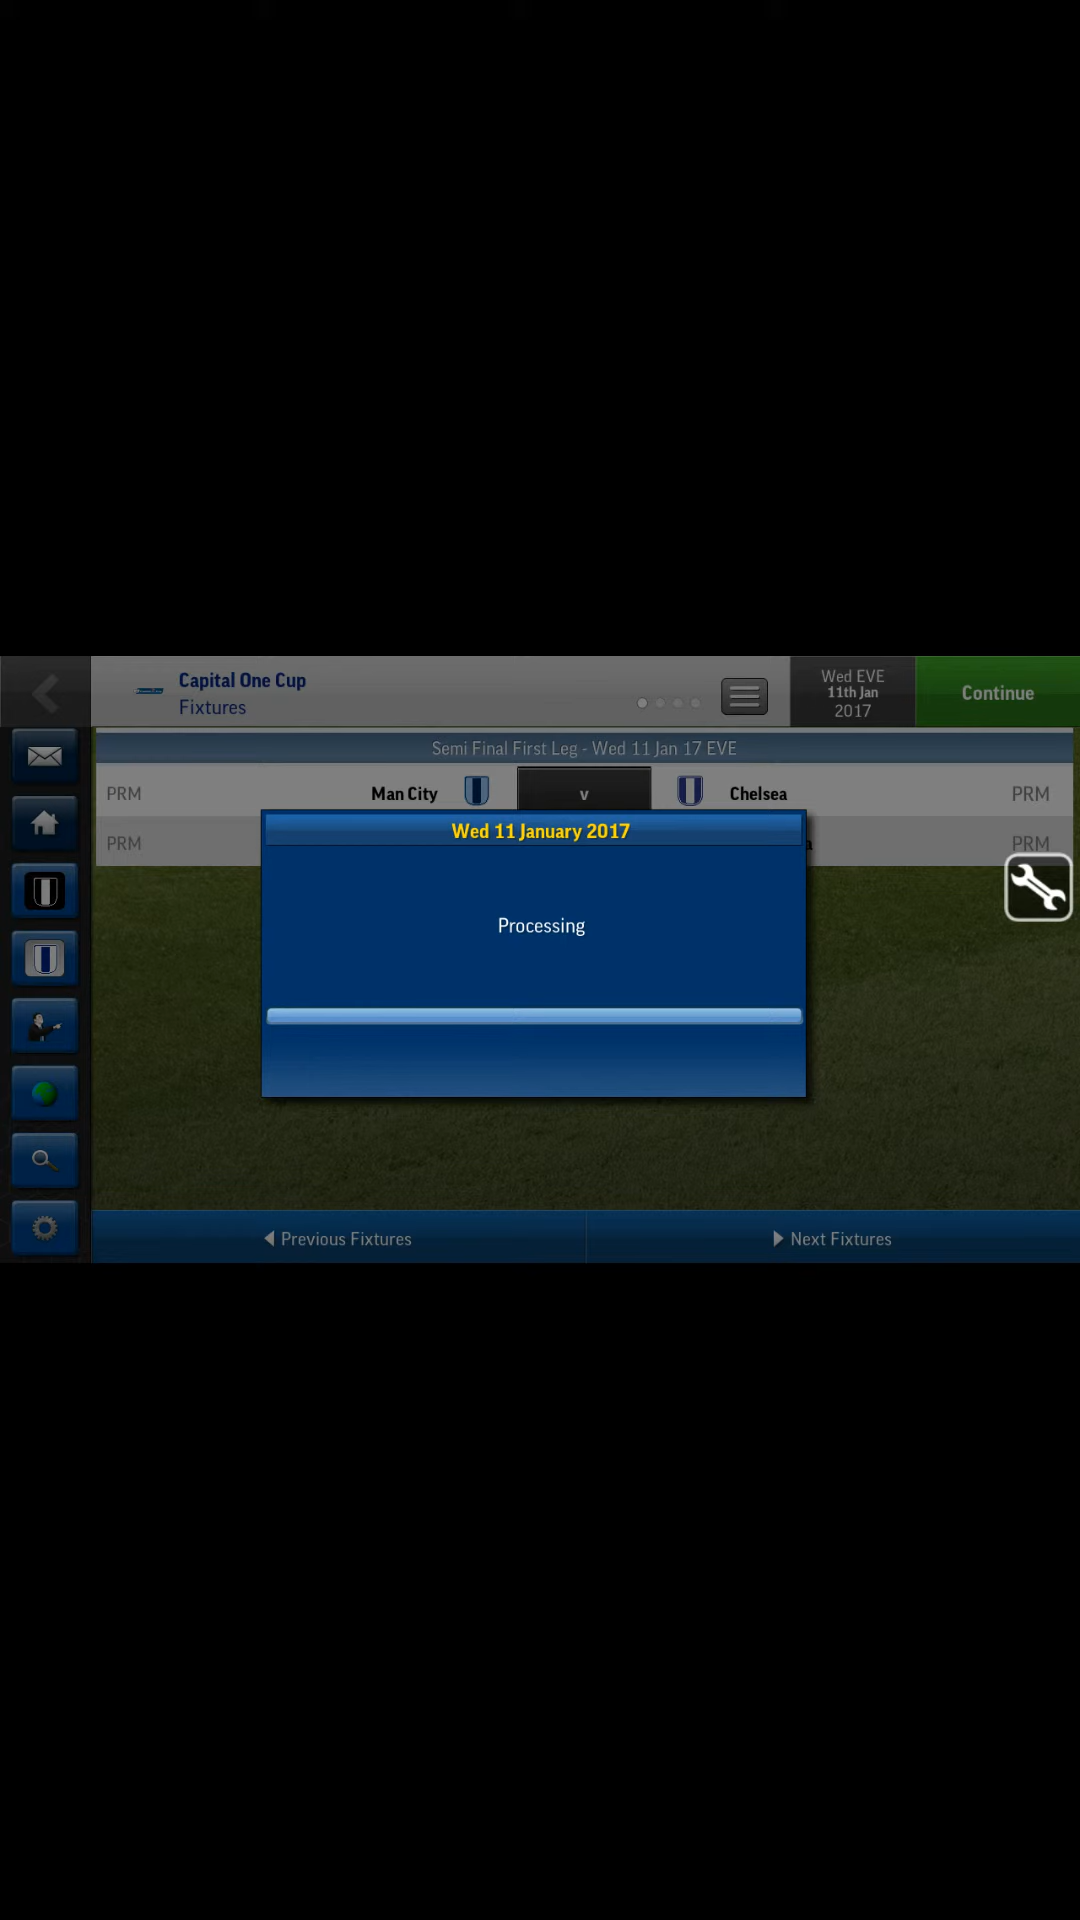 Capital One Cup
Fixtures
Wed EVE
11th Jan
2017
Continue
Semi Final First Leg - Wed 11 Jan 17 EVE
PRM Man City v Chelsea PRM
PRM PRM
Wed 11 January 2017
Processing
Previous Fixtures
Next Fixtures